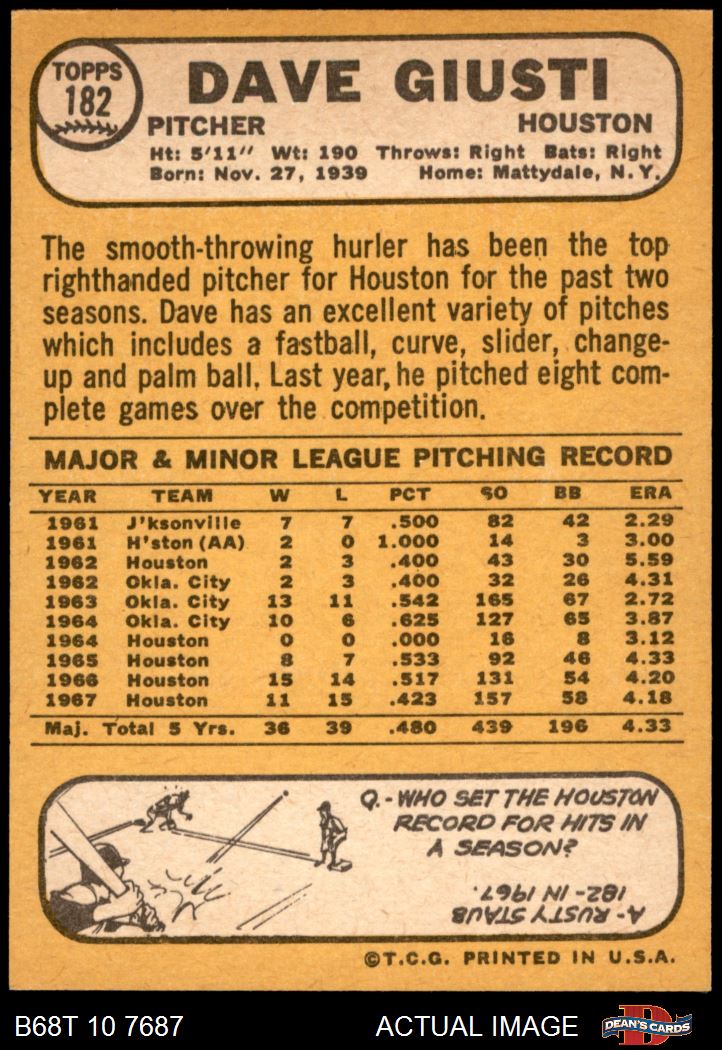 TOPPS
182
DAVE GIUSTI
PITCHER HOUSTON
Ht: 5'11" Wt: 190 Throws: Right Bats: Right
Born: Nov. 27, 1939 Home: Mattydale, N. Y.
The smooth-throwing hurler has been the top
righthanded pitcher for Houston for the past two
seasons. Dave has an excellent variety of pitches
which includes a fastball, curve, slider, change-
up and palm ball. Last year, he pitched eight com-
plete games over the competition.
MAJOR & MINOR LEAGUE PITCHING RECORD
YEAR TEAM W L PCT SO BB ERA
1961 J'ksonville 7 7 .500 82 42 2.29
1961 H'ston (AA) 2 0 1.000 14 3 3.00
1962 Houston 2 3 .400 43 30 5.59
1962 Okla. City 2 3 .400 32 26 4.31
1963 Okla. City 13 11 .542 165 67 2.72
1964 Okla. City 10 6 .625 127 65 3.87
1964 Houston 0 0 .000 16 8 3.12
1965 Houston 8 7 .533 92 46 4.33
1966 Houston 15 14 .517 131 54 4.20
1967 Houston 11 15 .423 157 58 4.18
Maj. Total 5 Yrs. 36 39 .480 439 196 4.33
Q.-WHO SET THE HOUSTON
RECORD FOR HITS IN
A SEASON?
A-RUSTY STAUB
182-IN 1967.
©T.C.G. PRINTED IN U.S.A.
B68T 10 7687 ACTUAL IMAGE
DEAN'S CARDS